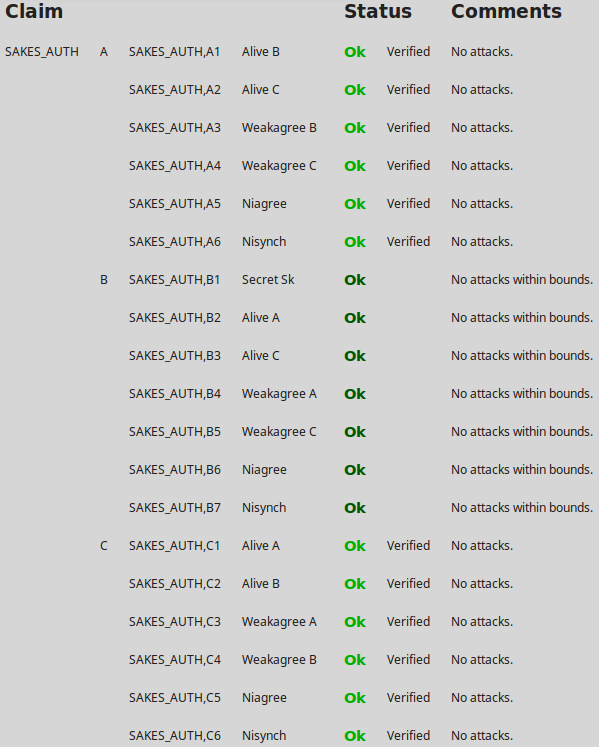 Claim Status Comments
SAKES_AUTH A SAKES_AUTH,A1 Alive B Ok Verified No attacks.
SAKES_AUTH,A2 Alive C Ok Verified No attacks.
SAKES_AUTH,A3 Weakagree B Ok Verified No attacks.
SAKES_AUTH,A4 Weakagree C Ok Verified No attacks.
SAKES_AUTH,A5 Niagree Ok Verified No attacks.
SAKES_AUTH,A6 Nisynch Ok Verified No attacks.
B SAKES_AUTH,B1 Secret Sk Ok No attacks within bounds.
SAKES_AUTH,B2 Alive A Ok No attacks within bounds.
SAKES_AUTH,B3 Alive C Ok No attacks within bounds.
SAKES_AUTH,B4 Weakagree A Ok No attacks within bounds.
SAKES_AUTH,B5 Weakagree C Ok No attacks within bounds.
SAKES_AUTH,B6 Niagree Ok No attacks within bounds.
SAKES_AUTH,B7 Nisynch Ok No attacks within bounds.
C SAKES_AUTH,C1 Alive A Ok Verified No attacks.
SAKES_AUTH,C2 Alive B Ok Verified No attacks.
SAKES_AUTH,C3 Weakagree A Ok Verified No attacks.
SAKES_AUTH,C4 Weakagree B Ok Verified No attacks.
SAKES_AUTH,C5 Niagree Ok Verified No attacks.
SAKES_AUTH,C6 Nisynch Ok Verified No attacks.